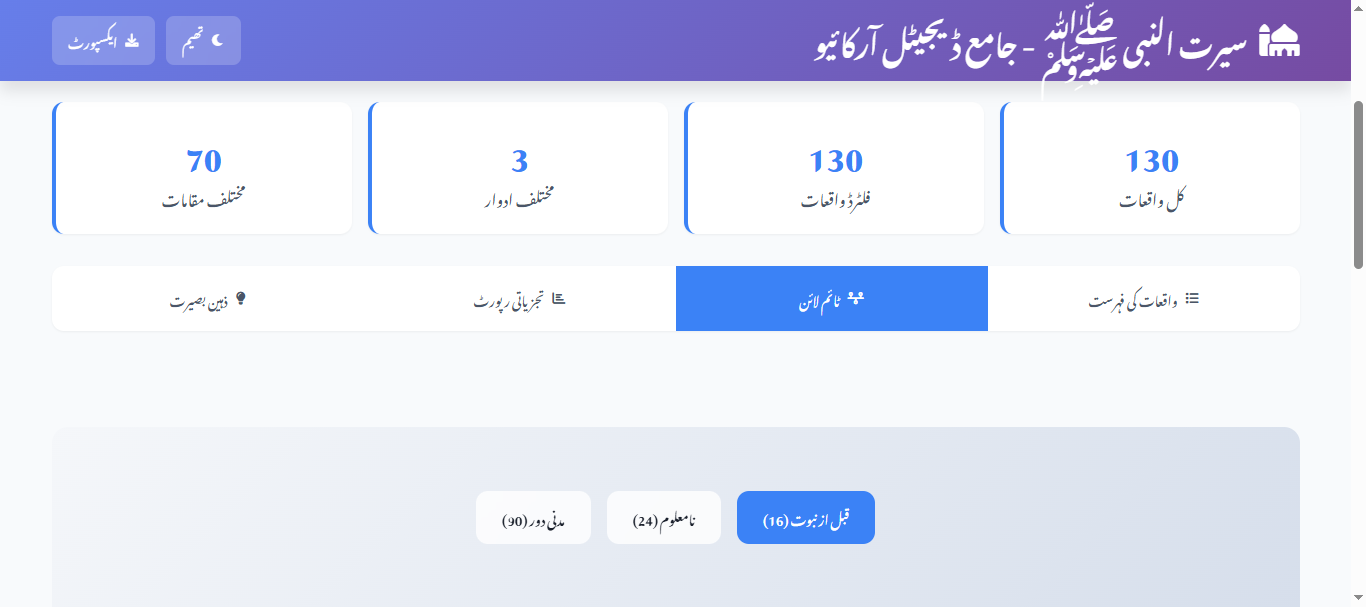 سیرت النبی ﷺ - جامع ڈیجیٹل آرکائیو
تھیم
ایکسپورٹ
130
کل واقعات
130
فلٹرڈ واقعات
3
مختلف ادوار
70
مختلف مقامات
واقعات کی فہرست
ٹائم لائن
تجزیاتی رپورٹ
ذہین بصیرت
قبل از نبوت (16)
نامعلوم (24)
مدنی دور (90)